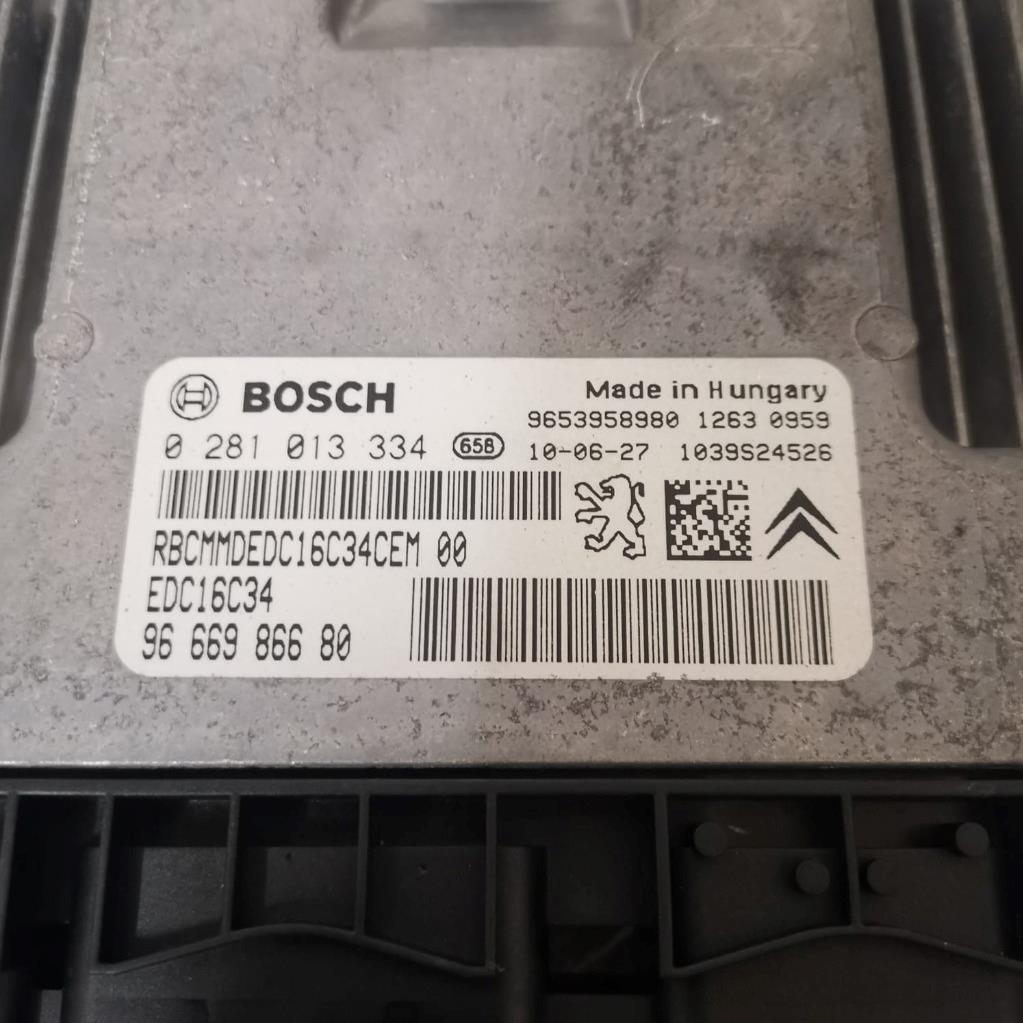 BOSCH
Made in Hungary
9653958980 1263 0959
0 281 013 334 658
10-06-27 1039S24526
RBCMMDEDC16C34CEM 00
EDC16C34
96 669 866 80